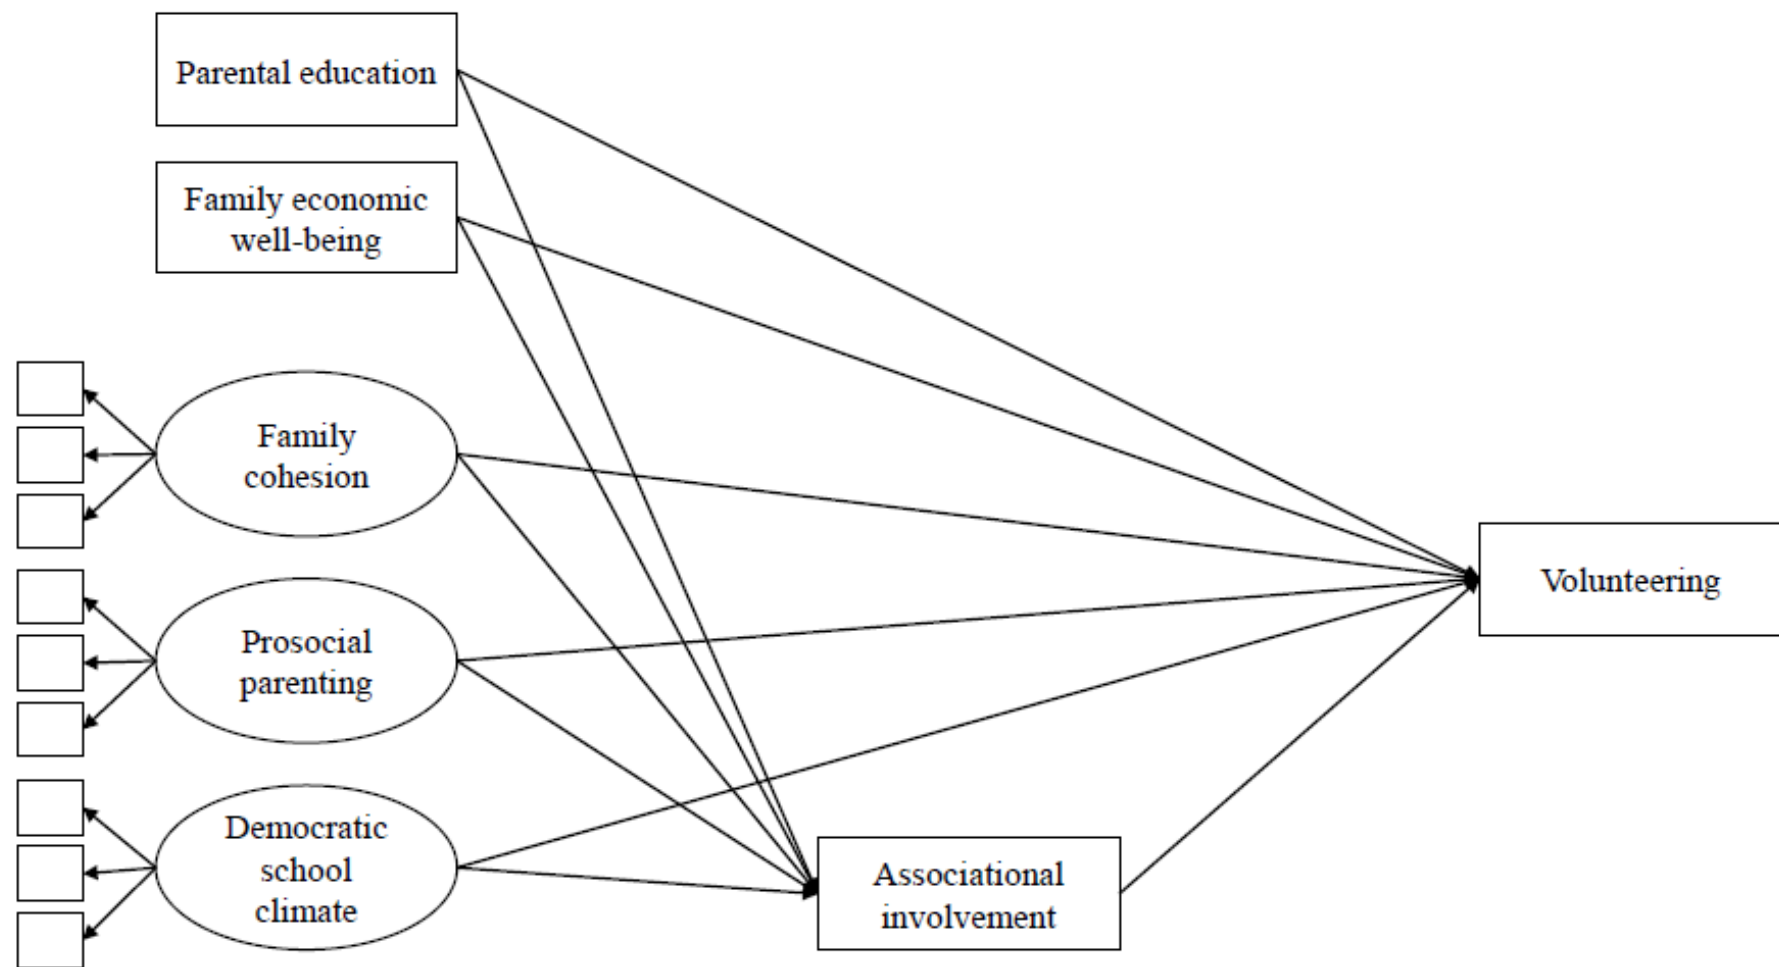 Parental education
Family economic
well-being
Family
cohesion
Prosocial
parenting
Democratic
school
climate
Associational
involvement
Volunteering